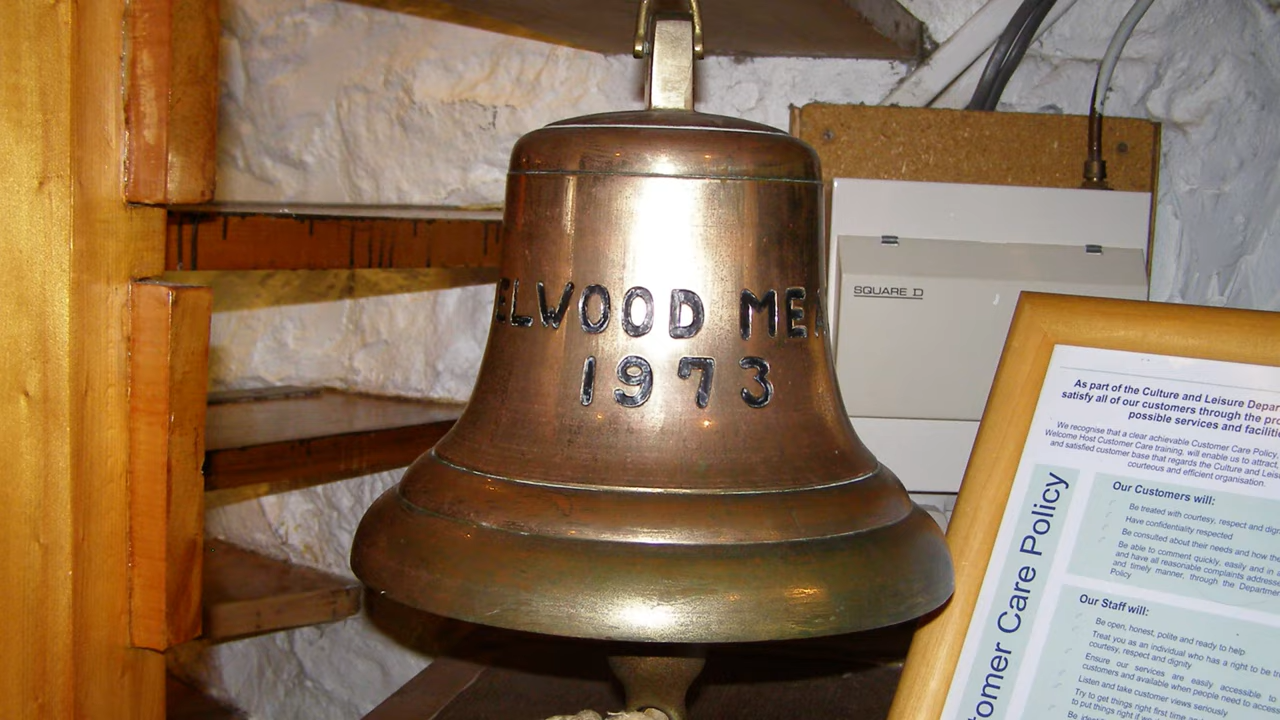 ELWOOD ME
1973
SQUARE D
As part of the Culture and Leisure Depar
satisfy all of our customers through the pro
possible services and faciliti
We recognise that a clear achievable Customer Care Policy,
Welcome Host Customer Care training, will enable us to attract,
and satisfied customer base that regards the Culture and Leis
courteous and efficient organisation.
omer Care Policy
Our Customers will:
Be treated with courtesy, respect and dig
Have confidentiality respected
Be consulted about their needs and how the
Be able to comment quickly, easily and in a
and have all reasonable complaints address
and timely manner, through the Departmen
Policy
Our Staff will:
Be open, honest, polite and ready to help
Treat you as an individual who has a right to be tr
courtesy, respect and dignity
Ensure our services are easily accessible to
customers and available when people need to access
Listen and take customer views seriously
Try to get things right first time
to put things right if w